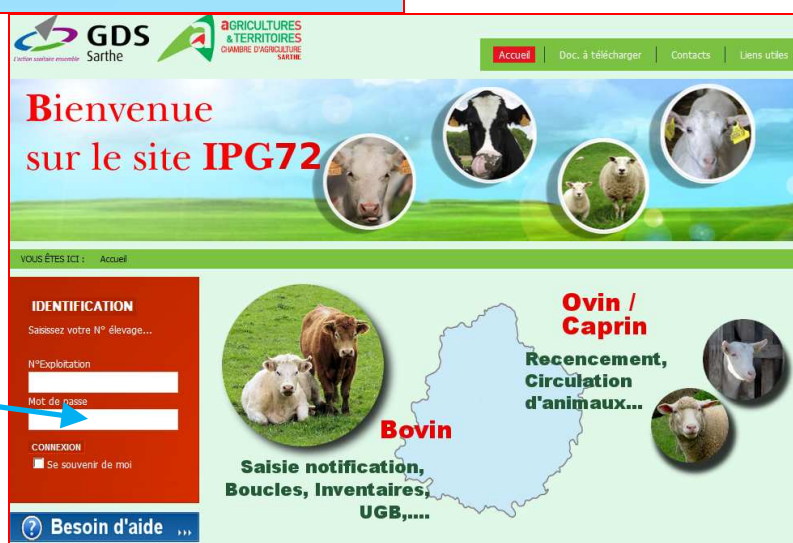 GDS
Sarthe
L'action sanitaire ensemble
AGRICULTURES
& TERRITOIRES
CHAMBRE D'AGRICULTURE
SARTHE
Accueil
Doc. à télécharger
Contacts
Liens utiles
Bienvenue
sur le site IPG72
VOUS ÊTES ICI : Accueil
IDENTIFICATION
Saisissez votre N° élevage...
N°Exploitation
Mot de passe
CONNEXION
Se souvenir de moi
Besoin d'aide ,,,
Bovin
Saisie notification,
Boucles, Inventaires,
UGB,....
Ovin /
Caprin
Recencement,
Circulation
d'animaux...